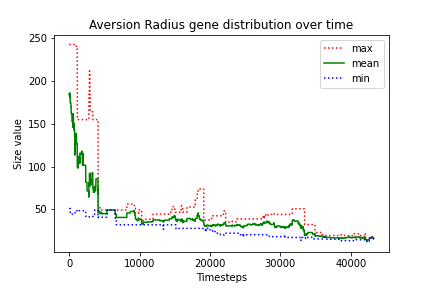 Aversion Radius gene distribution over time
250
200
150
100
50
Size value
max
mean
min
0
10000
20000
30000
40000
Timesteps